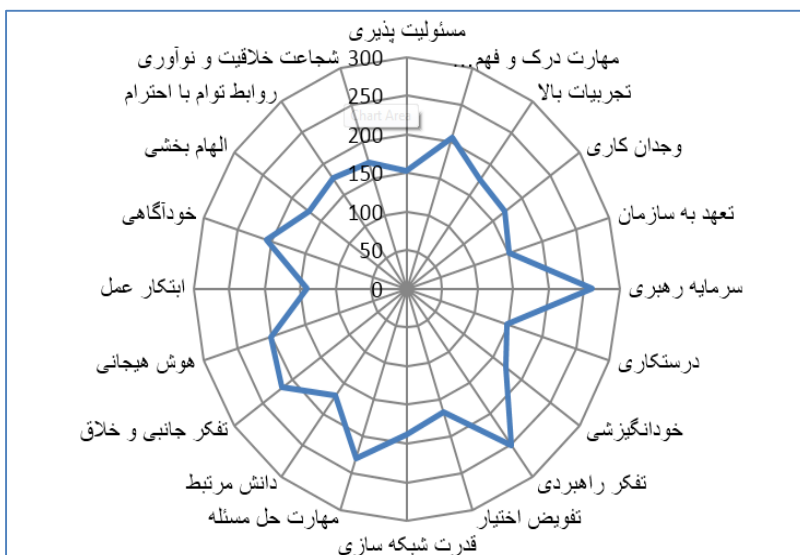 مسئولیت پذیری
مهارت درک و فهم...
تجربیات بالا
وجدان کاری
تعهد به سازمان
سرمایه رهبری
درستکاری
خودانگیزشی
تفکر راهبردی
تفویض اختیار
قدرت شبکه سازی
مهارت حل مسئله
دانش مرتبط
تفکر جانبی و خلاق
هوش هیجانی
ابتکار عمل
خودآگاهی
الهام بخشی
روابط توام با احترام
شجاعت خلاقیت و نوآوری
300
250
200
150
100
50
0
Chart Area